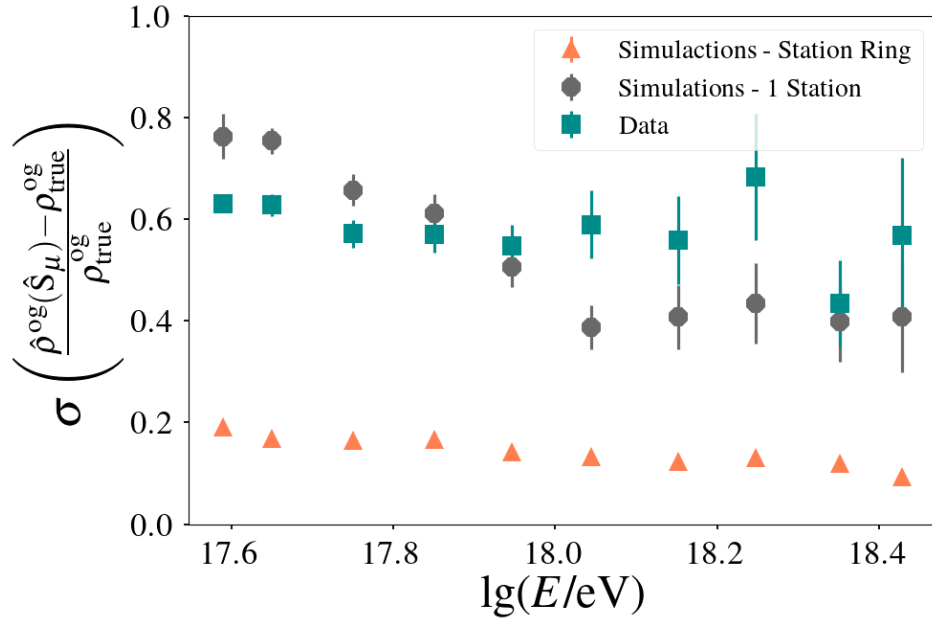 1.0
0.8
0.6
0.4
0.2
0.0
σ ( (ρ̂^og(Ŝ_μ) − ρ^og_true) / ρ^og_true )
Simulactions - Station Ring
Simulations - 1 Station
Data
17.6 17.8 18.0 18.2 18.4
lg(E/eV)